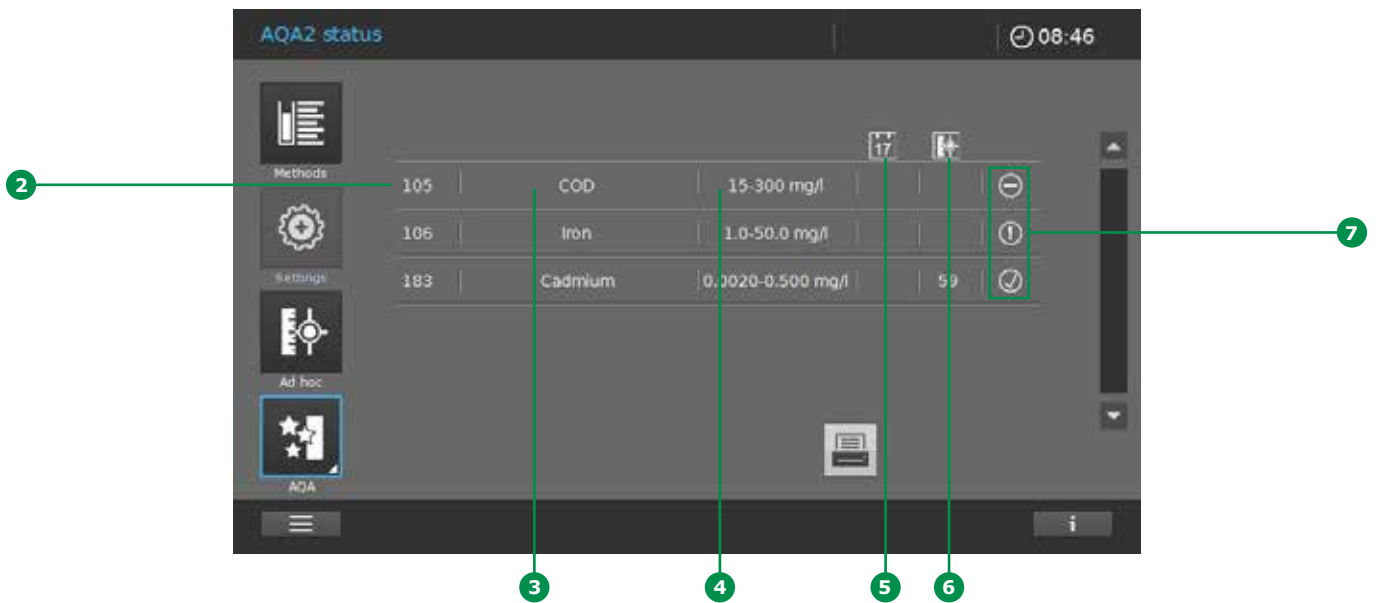 AQA2 status
08:46
17
Methods
2
105 COD 15-300 mg/l
Settings
106 Iron 1.0-50.0 mg/l
7
183 Cadmium 0.0020-0.500 mg/l 59
Ad hoc
AQA
i
3 4 5 6